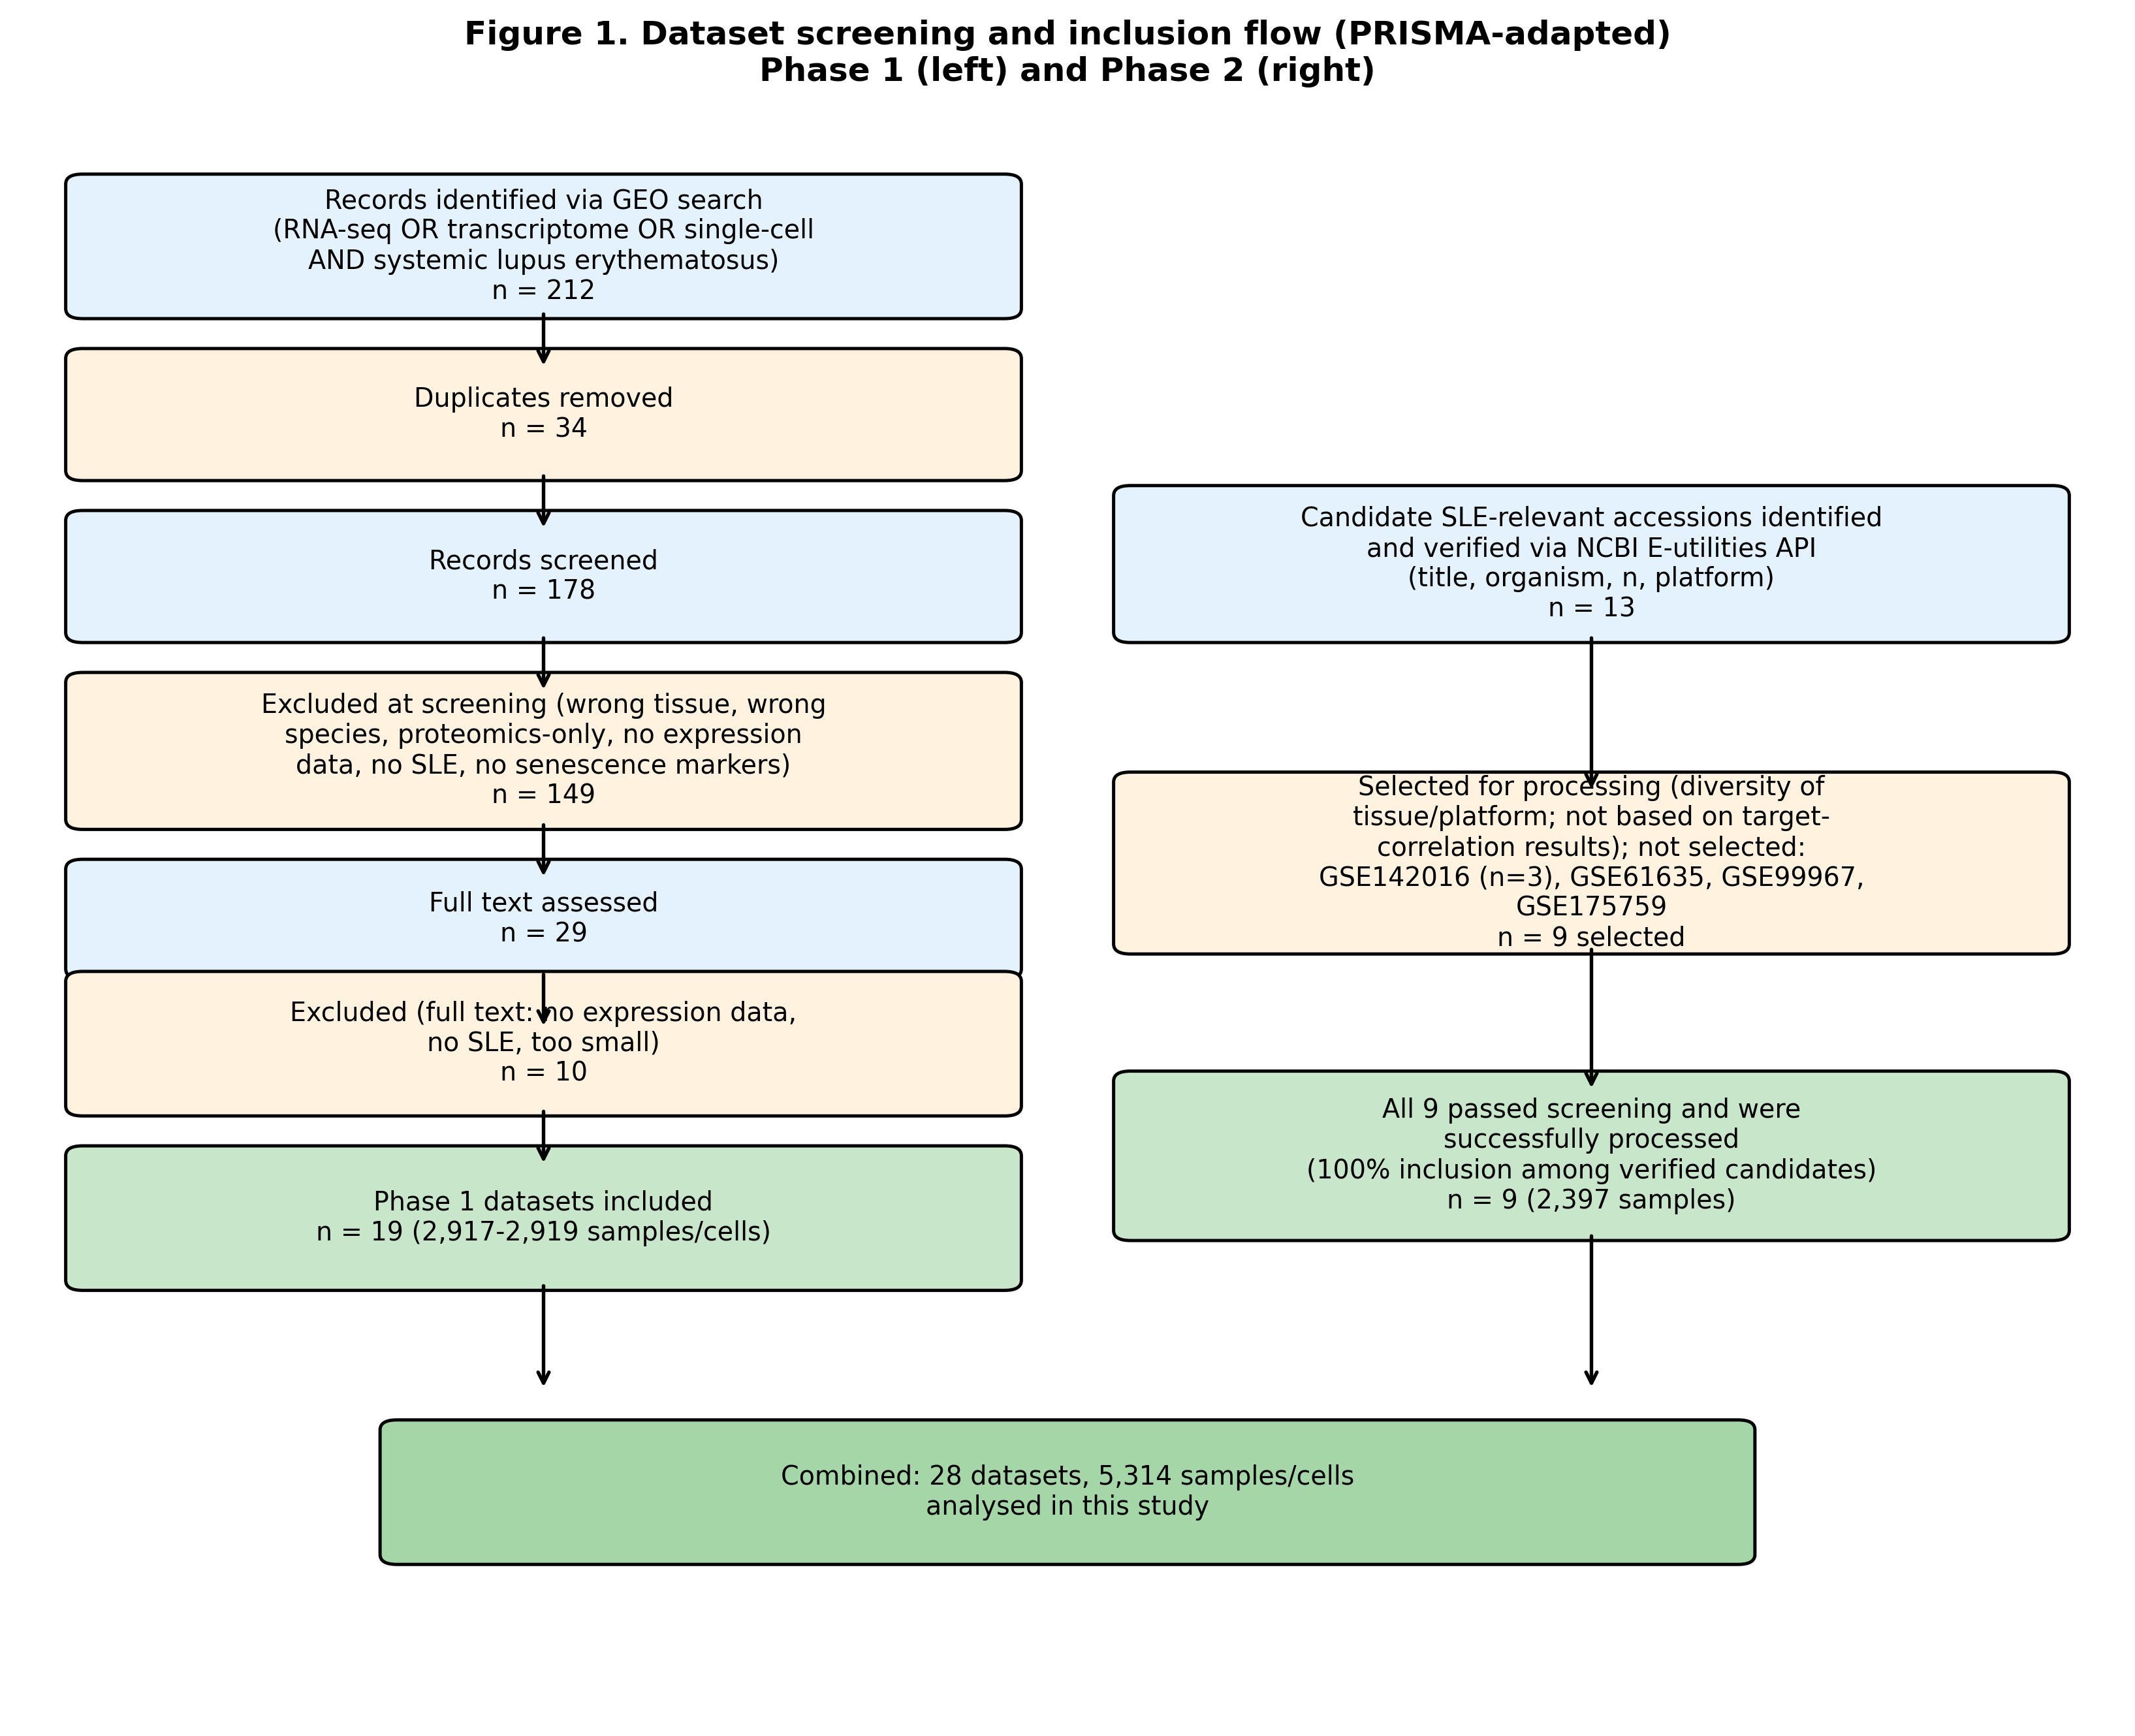 Figure 1. Dataset screening and inclusion flow (PRISMA-adapted)
Phase 1 (left) and Phase 2 (right)
Records identified via GEO search
(RNA-seq OR transcriptome OR single-cell
AND systemic lupus erythematosus)
n = 212
Duplicates removed
n = 34
Records screened
n = 178
Excluded at screening (wrong tissue, wrong
species, proteomics-only, no expression
data, no SLE, no senescence markers)
n = 149
Full text assessed
n = 29
Excluded (full text: no expression data,
no SLE, too small)
n = 10
Phase 1 datasets included
n = 19 (2,917-2,919 samples/cells)
Candidate SLE-relevant accessions identified
and verified via NCBI E-utilities API
(title, organism, n, platform)
n = 13
Selected for processing (diversity of
tissue/platform; not based on target-
correlation results); not selected:
GSE142016 (n=3), GSE61635, GSE99967,
GSE175759
n = 9 selected
All 9 passed screening and were
successfully processed
(100% inclusion among verified candidates)
n = 9 (2,397 samples)
Combined: 28 datasets, 5,314 samples/cells
analysed in this study